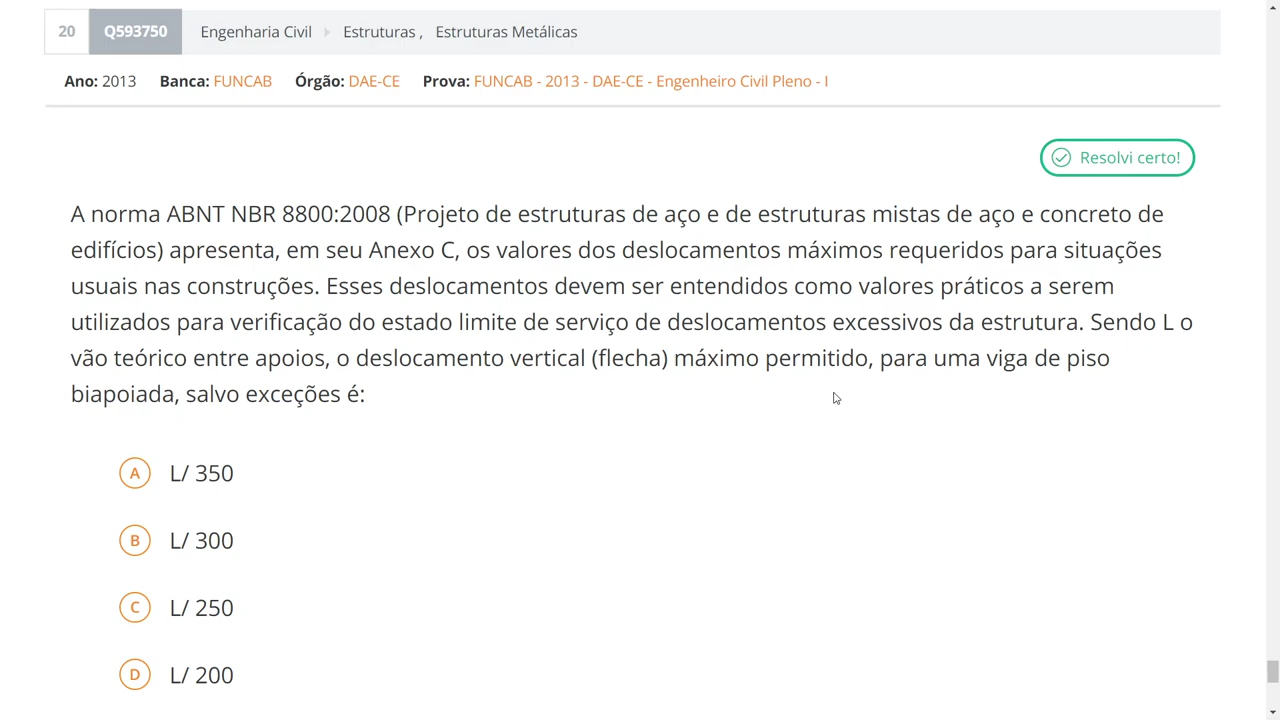 20 Q593750 Engenharia Civil Estruturas , Estruturas Metálicas
Ano: 2013 Banca: FUNCAB Órgão: DAE-CE Prova: FUNCAB - 2013 - DAE-CE - Engenheiro Civil Pleno - I
Resolvi certo!
A norma ABNT NBR 8800:2008 (Projeto de estruturas de aço e de estruturas mistas de aço e concreto de
edifícios) apresenta, em seu Anexo C, os valores dos deslocamentos máximos requeridos para situações
usuais nas construções. Esses deslocamentos devem ser entendidos como valores práticos a serem
utilizados para verificação do estado limite de serviço de deslocamentos excessivos da estrutura. Sendo L o
vão teórico entre apoios, o deslocamento vertical (flecha) máximo permitido, para uma viga de piso
biapoiada, salvo exceções é:
A L/ 350
B L/ 300
C L/ 250
D L/ 200